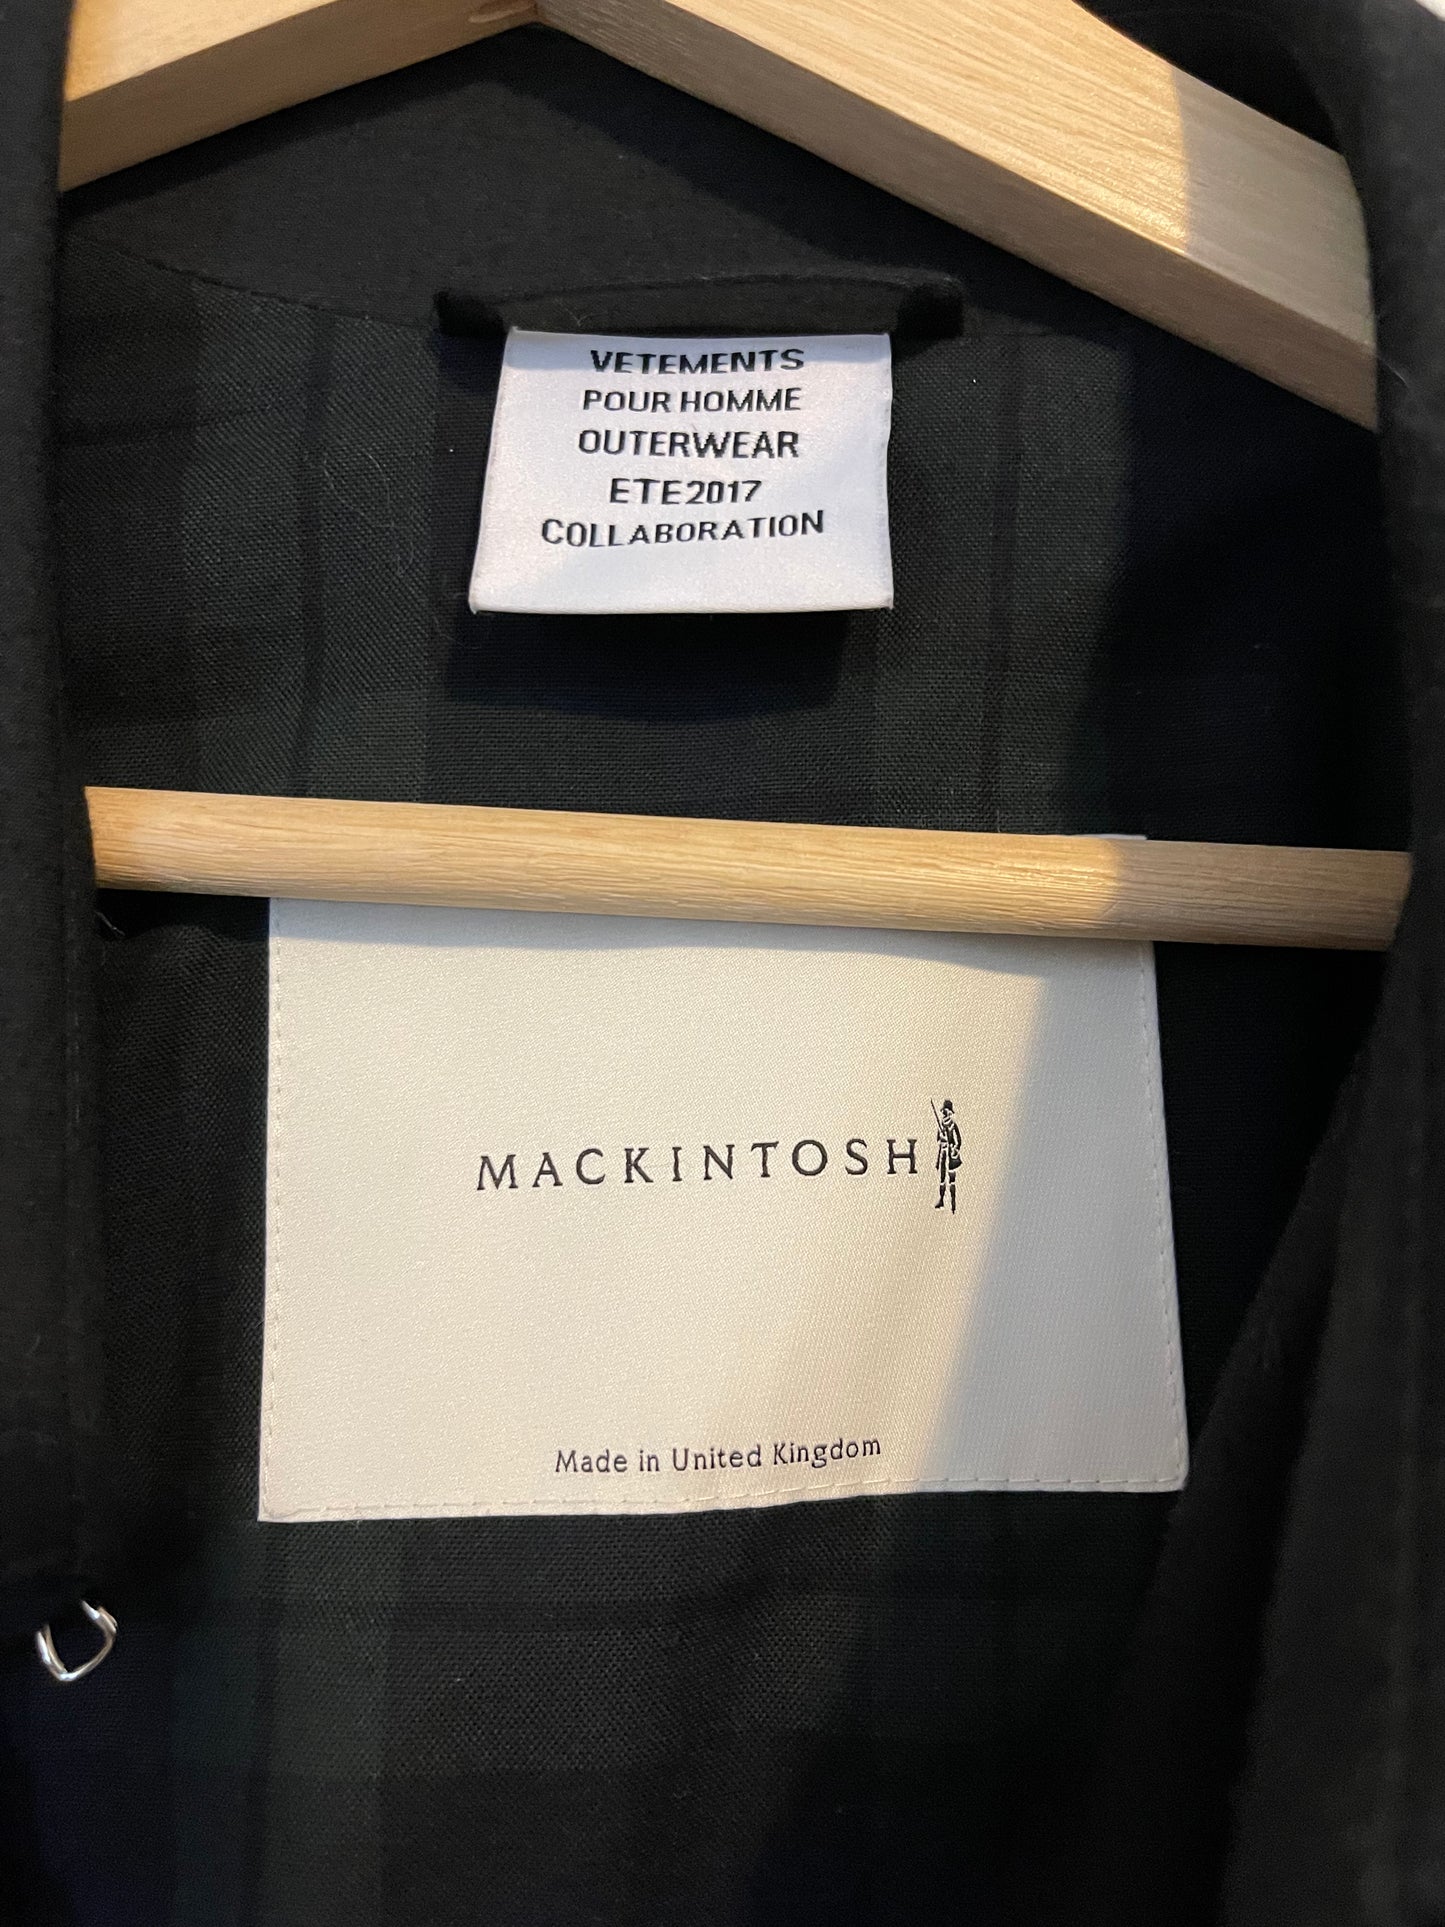 VETEMENTS
POUR HOMME
OUTERWEAR
ETE2017
COLLABORATION
MACKINTOSH
Made in United Kingdom